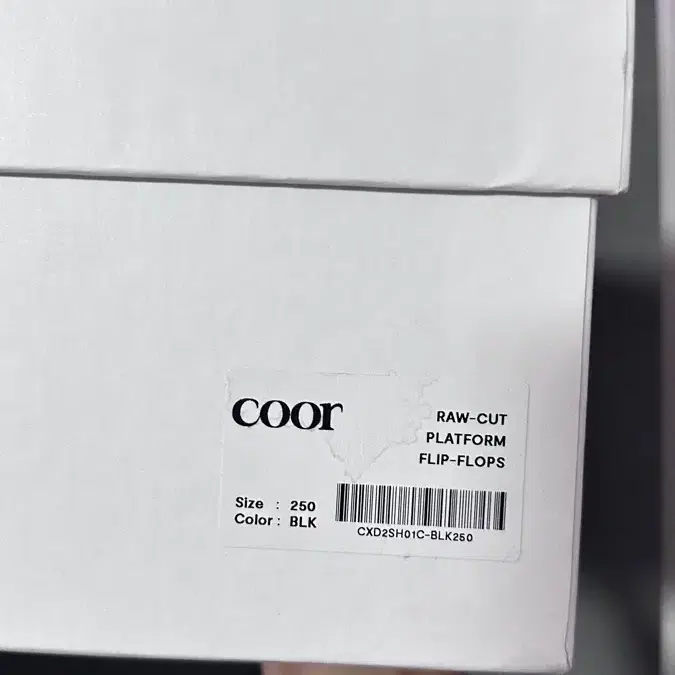 coor
RAW-CUT
PLATFORM
FLIP-FLOPS
Size : 250
Color : BLK
CXD2SH01C-BLK250